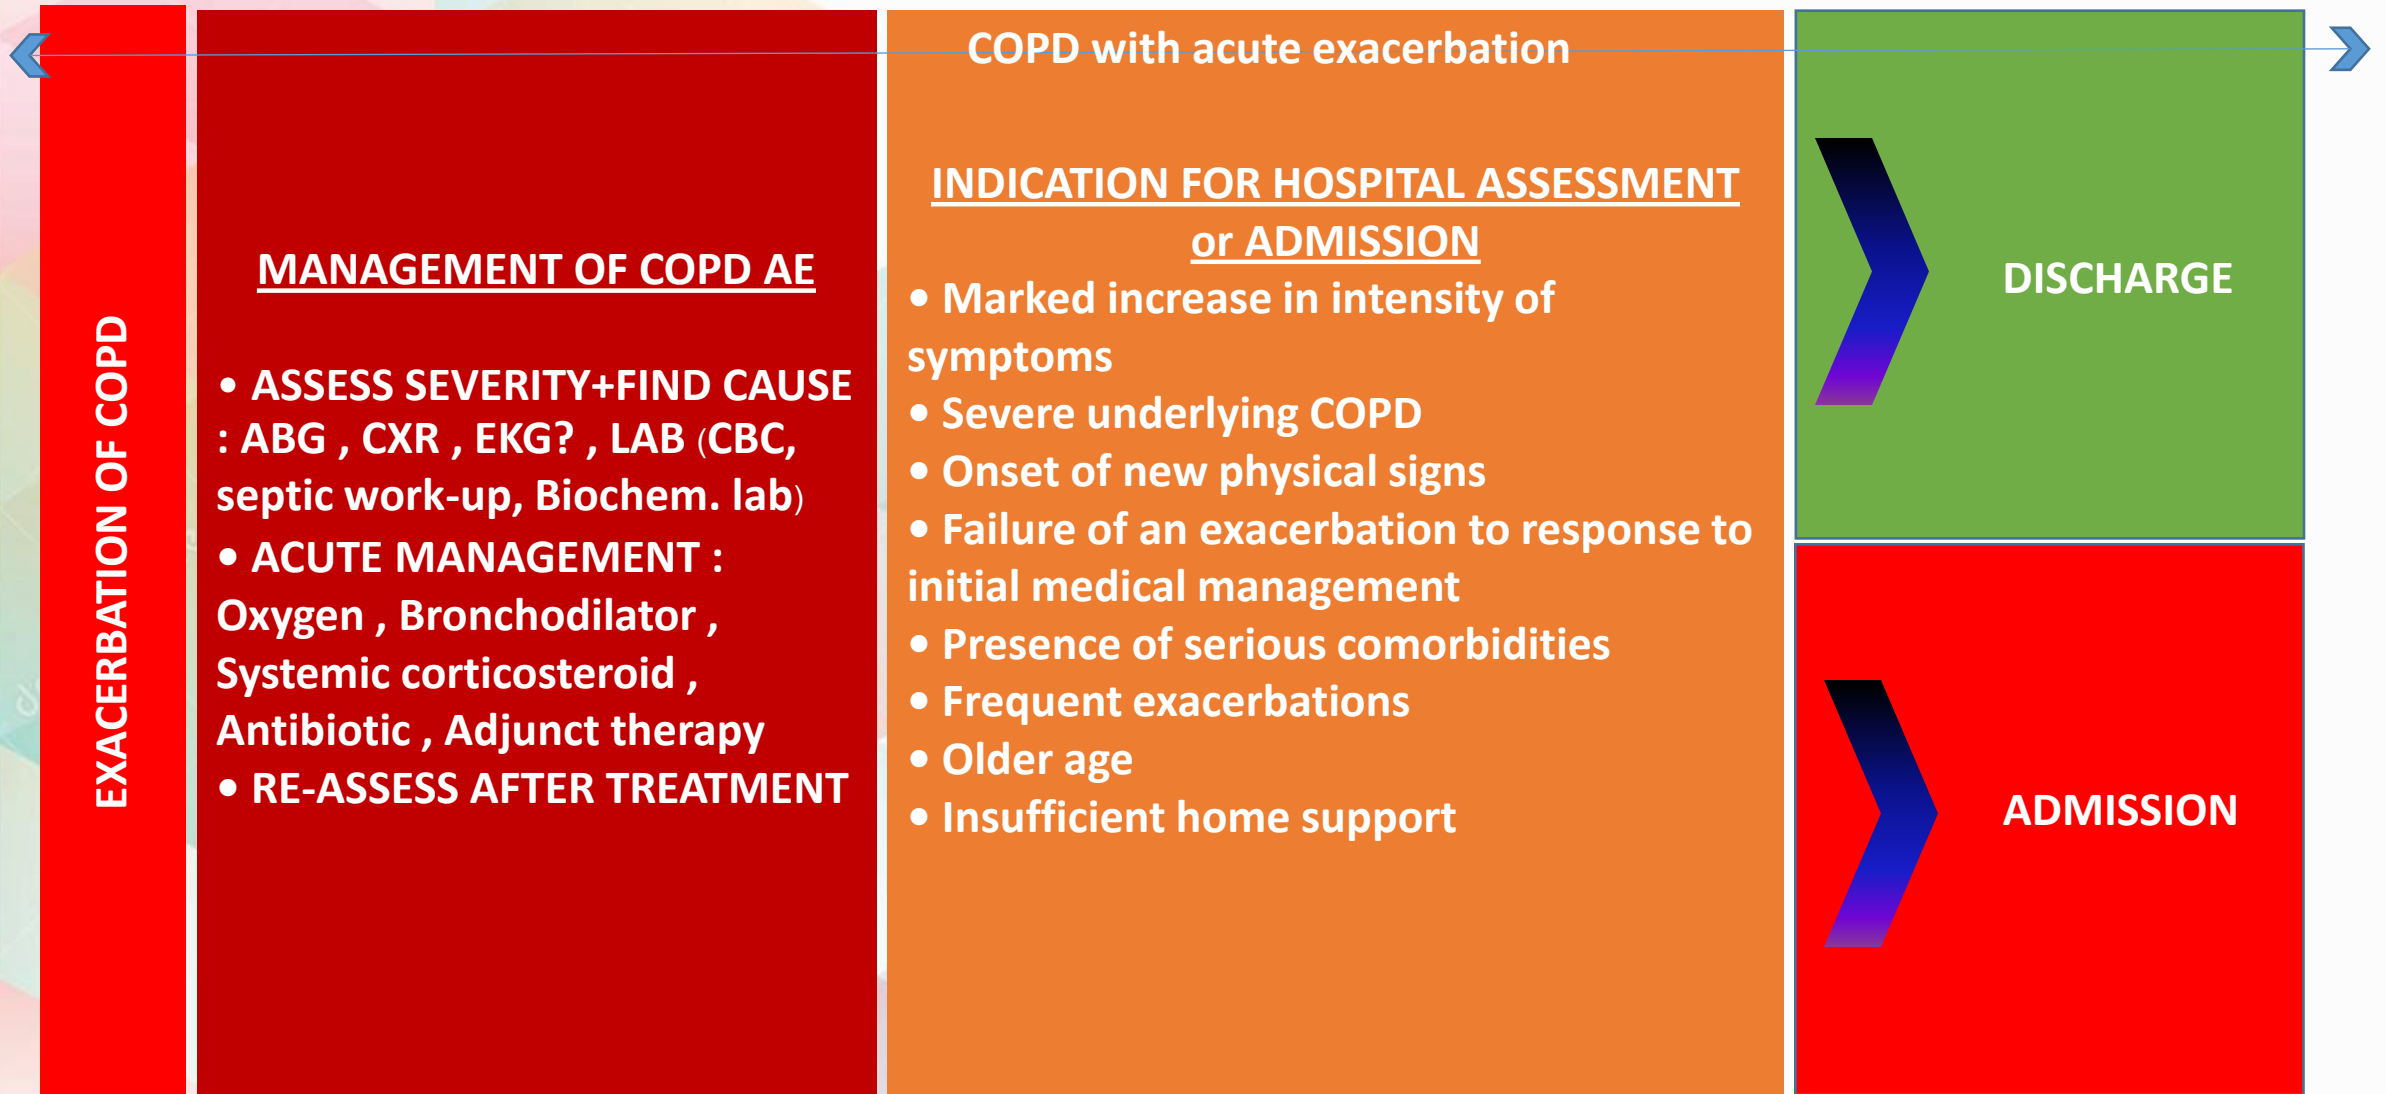 COPD with acute exacerbation
EXACERBATION OF COPD
MANAGEMENT OF COPD AE
• ASSESS SEVERITY+FIND CAUSE
: ABG , CXR , EKG? , LAB (CBC,
septic work-up, Biochem. lab)
• ACUTE MANAGEMENT :
Oxygen , Bronchodilator ,
Systemic corticosteroid ,
Antibiotic , Adjunct therapy
• RE-ASSESS AFTER TREATMENT
INDICATION FOR HOSPITAL ASSESSMENT
or ADMISSION
• Marked increase in intensity of
symptoms
• Severe underlying COPD
• Onset of new physical signs
• Failure of an exacerbation to response to
initial medical management
• Presence of serious comorbidities
• Frequent exacerbations
• Older age
• Insufficient home support
DISCHARGE
ADMISSION